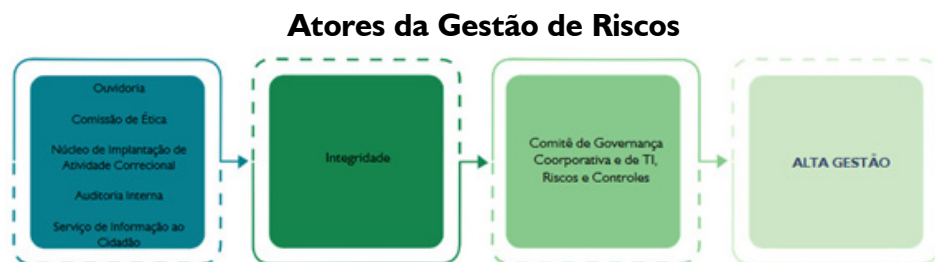 Atores da Gestão de Riscos
Ouvidoria
Comissão de Ética
Núcleo de Implantação de
Atividade Correcional
Auditoria Interna
Serviço de Informação ao
Cidadão
Integridade
Comitê de Governança
Coorporativa e de TI,
Riscos e Controles
ALTA GESTÃO